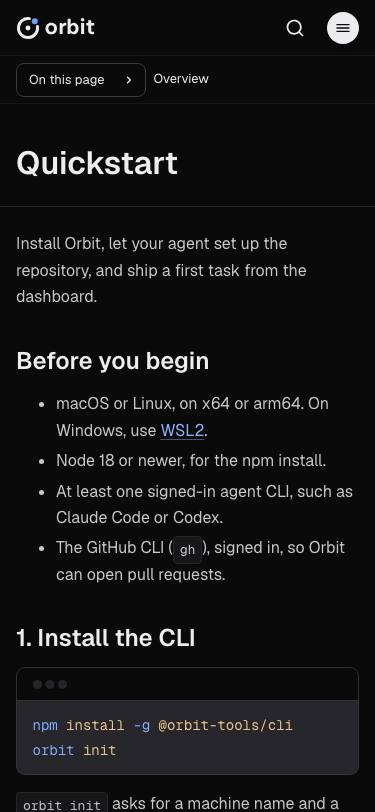 orbit
On this page
Overview
Quickstart
Install Orbit, let your agent set up the
repository, and ship a first task from the
dashboard.
Before you begin
• macOS or Linux, on x64 or arm64. On
Windows, use WSL2.
• Node 18 or newer, for the npm install.
• At least one signed-in agent CLI, such as
Claude Code or Codex.
• The GitHub CLI (gh), signed in, so Orbit
can open pull requests.
1. Install the CLI
npm install -g @orbit-tools/cli
orbit init
orbit init asks for a machine name and a